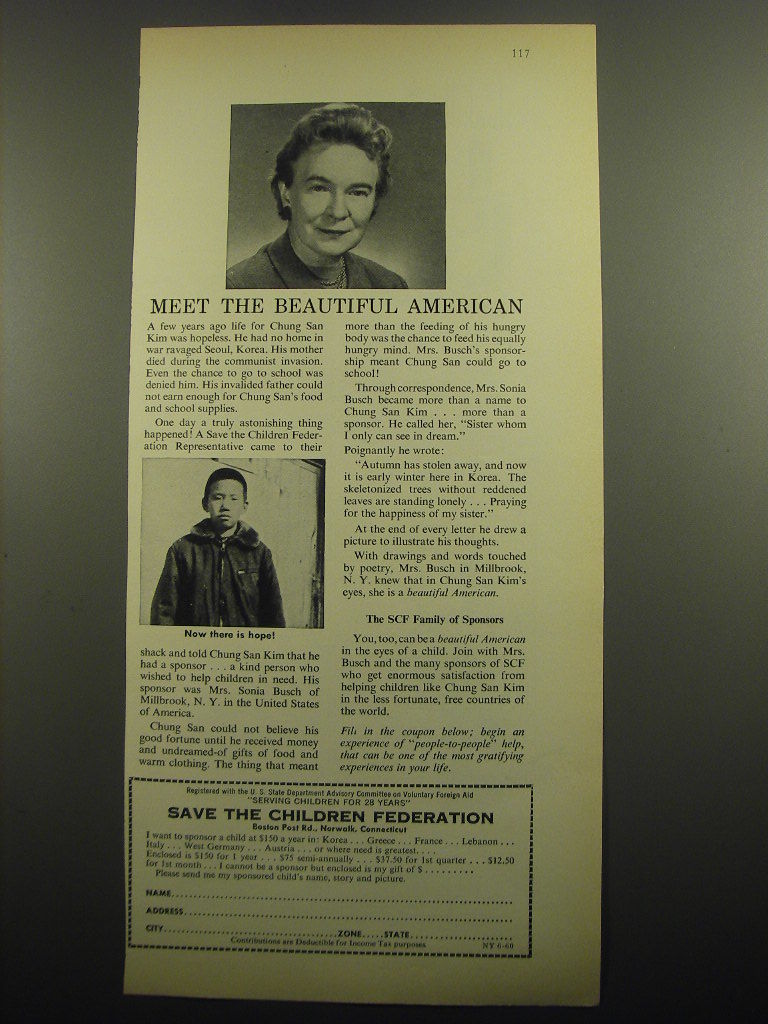 117
MEET THE BEAUTIFUL AMERICAN
A few years ago life for Chung San
Kim was hopeless. He had no home in
war ravaged Seoul, Korea. His mother
died during the communist invasion.
Even the chance to go to school was
denied him. His invalided father could
not earn enough for Chung San's food
and school supplies.
One day a truly astonishing thing
happened! A Save the Children Feder-
ation Representative came to their
Now there is hope!
shack and told Chung San Kim that he
had a sponsor . . . a kind person who
wished to help children in need. His
sponsor was Mrs. Sonia Busch of
Millbrook, N. Y. in the United States
of America.
Chung San could not believe his
good fortune until he received money
and undreamed-of gifts of food and
warm clothing. The thing that meant
more than the feeding of his hungry
body was the chance to feed his equally
hungry mind. Mrs. Busch's sponsor-
ship meant Chung San could go to
school!
Through correspondence, Mrs. Sonia
Busch became more than a name to
Chung San Kim . . . more than a
sponsor. He called her, "Sister whom
I only can see in dream."
Poignantly he wrote:
"Autumn has stolen away, and now
it is early winter here in Korea. The
skeletonized trees without reddened
leaves are standing lonely . . . Praying
for the happiness of my sister."
At the end of every letter he drew a
picture to illustrate his thoughts.
With drawings and words touched
by poetry, Mrs. Busch in Millbrook,
N. Y. knew that in Chung San Kim's
eyes, she is a beautiful American.
The SCF Family of Sponsors
You, too, can be a beautiful American
in the eyes of a child. Join with Mrs.
Busch and the many sponsors of SCF
who get enormous satisfaction from
helping children like Chung San Kim
in the less fortunate, free countries of
the world.
Fill in the coupon below; begin an
experience of "people-to-people" help,
that can be one of the most gratifying
experiences in your life.
Registered with the U. S. State Department Advisory Committee on Voluntary Foreign Aid
"SERVING CHILDREN FOR 28 YEARS"
SAVE THE CHILDREN FEDERATION
Boston Post Rd., Norwalk, Connecticut
I want to sponsor a child at $150 a year in: Korea . . . Greece . . . France . . . Lebanon . . .
Italy . . . West Germany . . . Austria . . . or where need is greatest. . . .
Enclosed is $150 for 1 year . . . $75 semi-annually . . . $37.50 for 1st quarter . . . $12.50
for 1st month . . . I cannot be a sponsor but enclosed is my gift of $ . . . . . . . . .
Please send me my sponsored child's name, story and picture.
NAME
ADDRESS
CITY ZONE STATE
Contributions are Deductible for Income Tax purposes NY 6-60